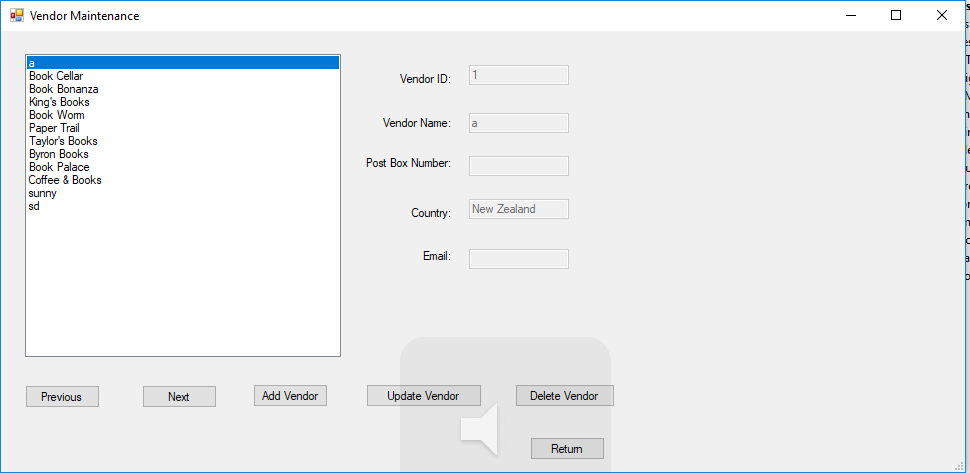 Vendor Maintenance
a
Book Cellar
Book Bonanza
King's Books
Book Worm
Paper Trail
Taylor's Books
Byron Books
Book Palace
Coffee & Books
sunny
sd
Vendor ID: 1
Vendor Name: a
Post Box Number:
Country: New Zealand
Email:
Previous Next Add Vendor Update Vendor Delete Vendor
Return